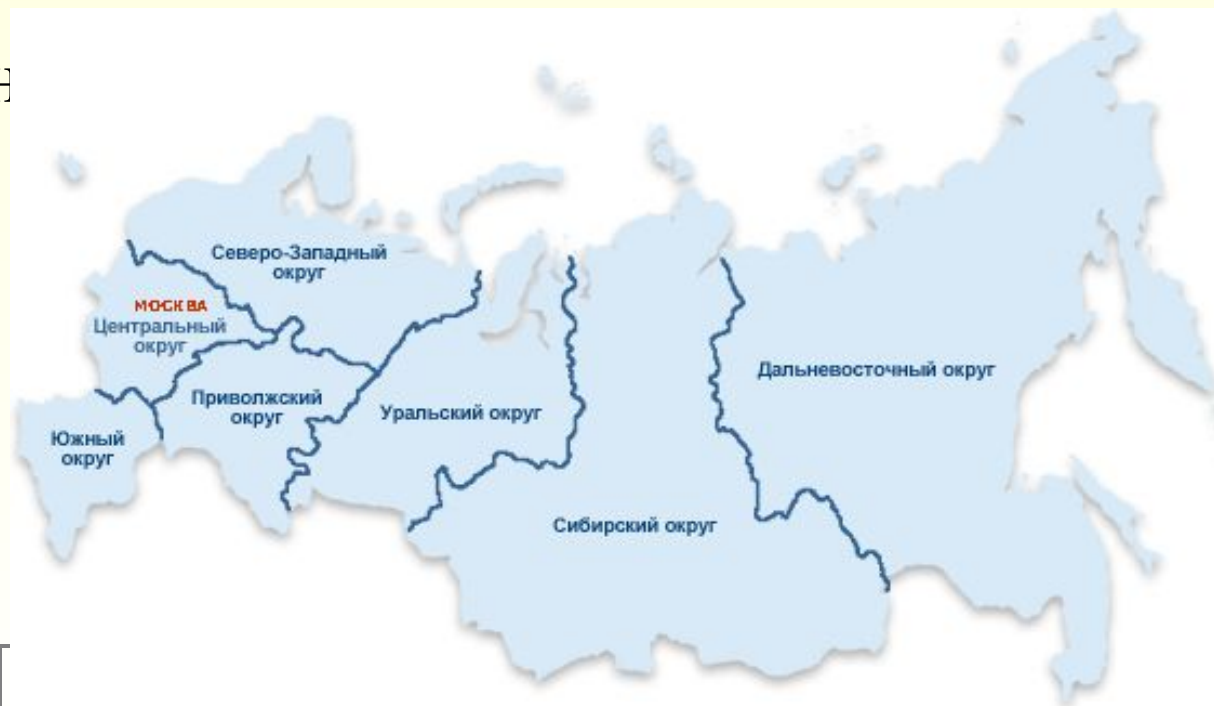 Н
Северо-Западный
округ
МОСКВА
Центральный
округ
Дальневосточный округ
Приволжский
округ
Уральский округ
Южный
округ
Сибирский округ